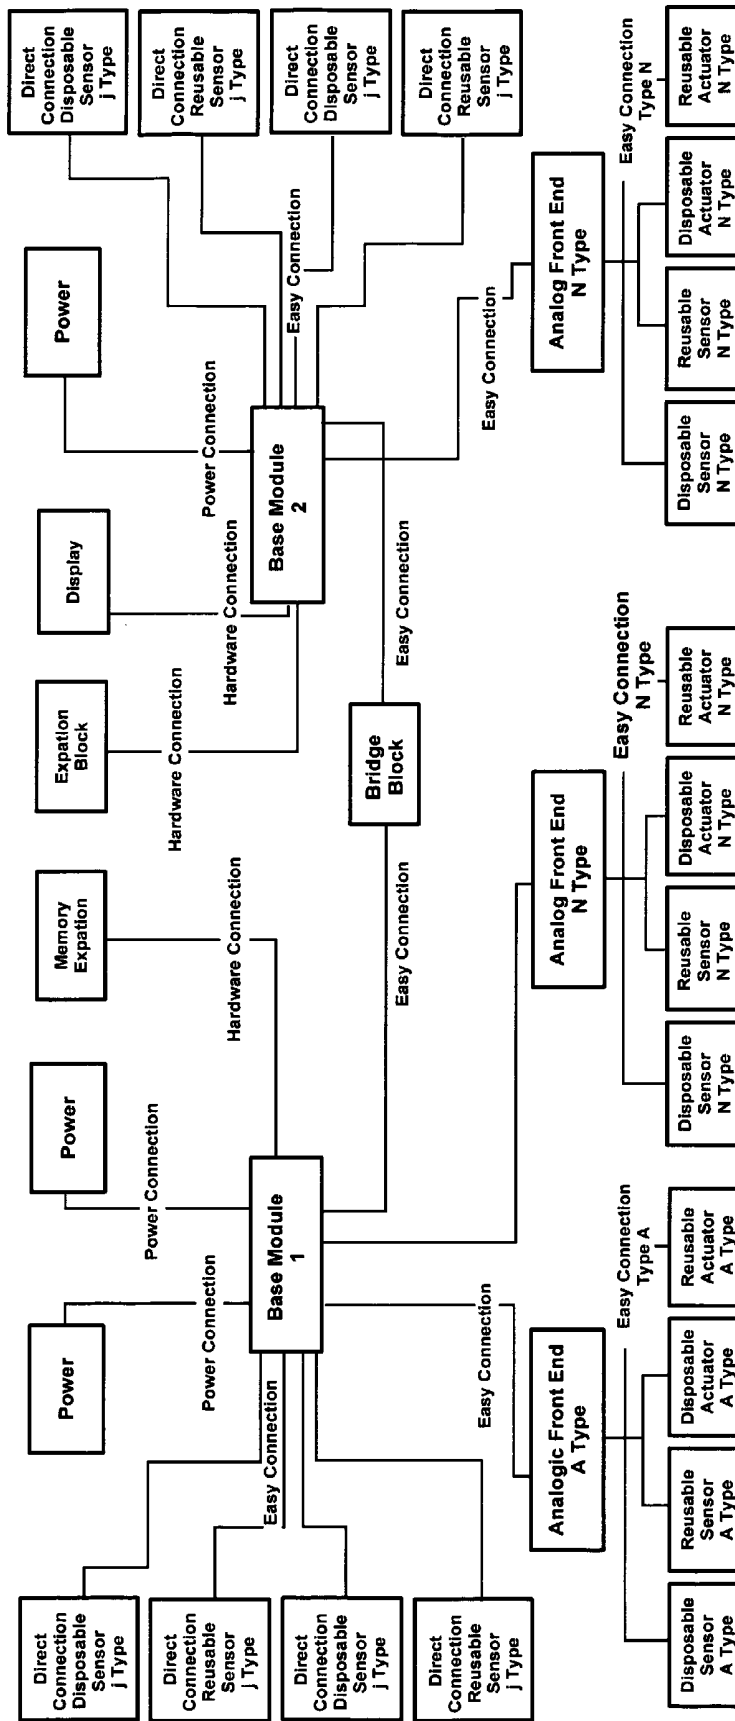 Power
Power
Memory
Expation
Expation
Block
Display
Power
Power Connection
Power Connection
Hardware Connection
Hardware Connection
Hardware Connection
Power Connection
Direct
Connection
Disposable
Sensor
j Type
Direct
Connection
Reusable
Sensor
j Type
Direct
Connection
Disposable
Sensor
j Type
Direct
Connection
Reusable
Sensor
j Type
Easy Connection
Base Module
1
Base Module
2
Easy Connection
Direct
Connection
Disposable
Sensor
j Type
Direct
Connection
Reusable
Sensor
j Type
Direct
Connection
Disposable
Sensor
j Type
Direct
Connection
Reusable
Sensor
j Type
Easy Connection
Bridge
Block
Easy Connection
Easy Connection
Easy Connection
Analogic Front End
A Type
Analog Front End
N Type
Analog Front End
N Type
Easy Connection
Type A
Easy Connection
N Type
Easy Connection
Type N
Disposable
Sensor
A Type
Reusable
Sensor
A Type
Disposable
Actuator
A Type
Reusable
Actuator
A Type
Disposable
Sensor
N Type
Reusable
Sensor
N Type
Disposable
Actuator
N Type
Reusable
Actuator
N Type
Disposable
Sensor
N Type
Reusable
Sensor
N Type
Disposable
Actuator
N Type
Reusable
Actuator
N Type